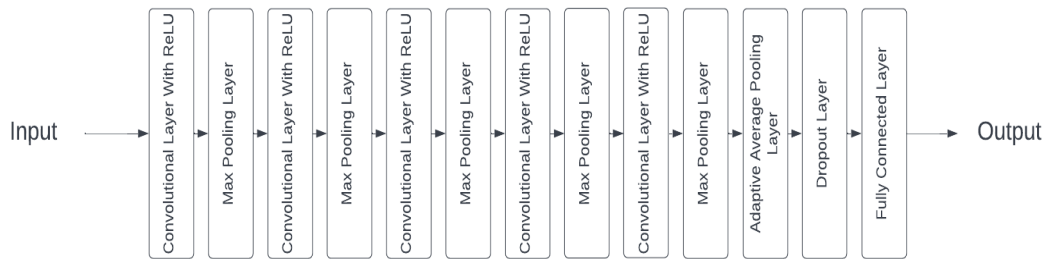 Input
Convolutional Layer With ReLU
Max Pooling Layer
Convolutional Layer With ReLU
Max Pooling Layer
Convolutional Layer With ReLU
Max Pooling Layer
Convolutional Layer With ReLU
Max Pooling Layer
Convolutional Layer With ReLU
Max Pooling Layer
Adaptive Average Pooling
Layer
Dropout Layer
Fully Connected Layer
Output